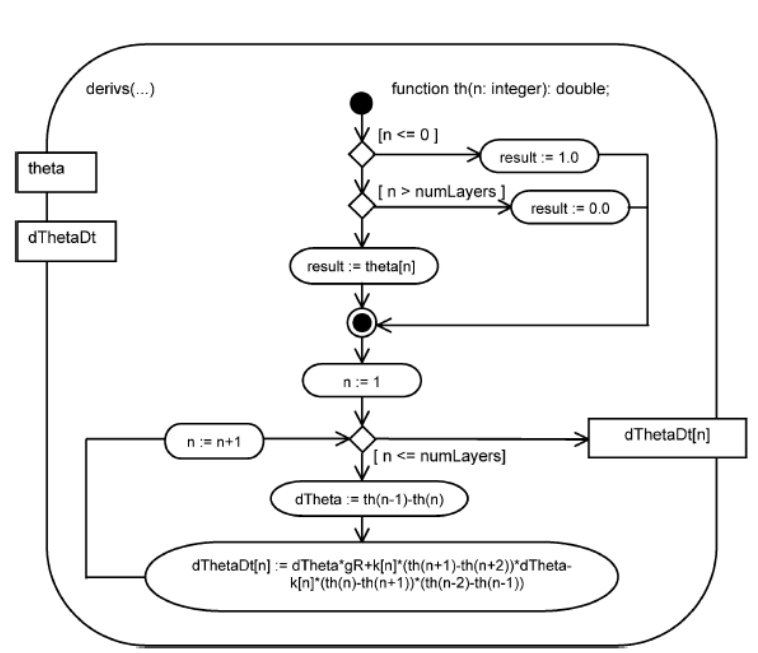 derivs(...)
function th(n: integer): double;
[n <= 0 ]
result := 1.0
theta
[ n > numLayers ]
result := 0.0
dThetaDt
result := theta[n]
n := 1
n := n+1
dThetaDt[n]
[ n <= numLayers]
dTheta := th(n-1)-th(n)
dThetaDt[n] := dTheta*gR+k[n]*(th(n+1)-th(n+2))*dTheta-
k[n]*(th(n)-th(n+1))*(th(n-2)-th(n-1))